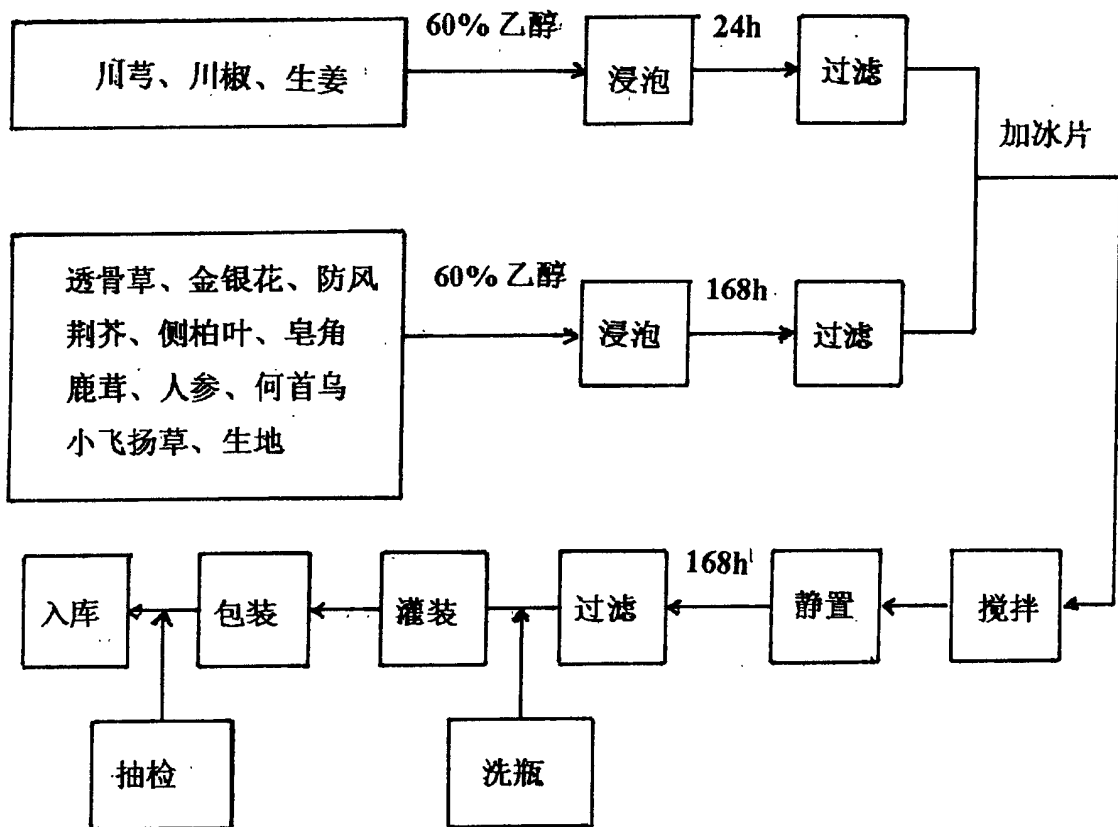 60% 乙醇
24h
川芎、川椒、生姜
浸泡
过滤
加冰片
透骨草、金银花、防风
荆芥、侧柏叶、皂角
鹿茸、人参、何首乌
小飞扬草、生地
60% 乙醇
168h
浸泡
过滤
入库
包装
灌装
过滤
168h
静置
搅拌
抽检
洗瓶